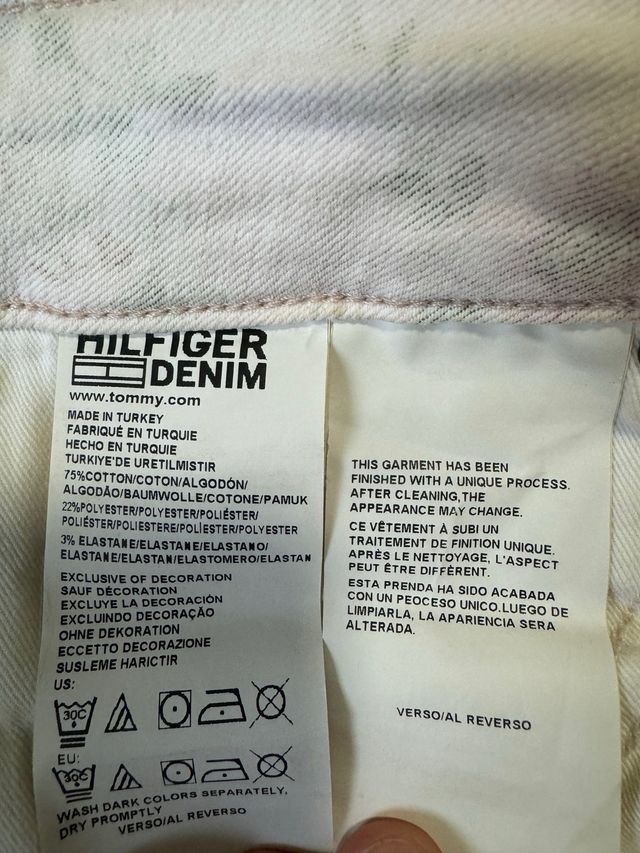 HILFIGER
DENIM
www.tommy.com
MADE IN TURKEY
FABRIQUÉ EN TURQUIE
HECHO EN TURQUIE
TURKIYE'DE URETILMISTIR
75%COTTON/COTON/ALGODÓN/
ALGODÃO/BAUMWOLLE/COTONE/PAMUK
22%POLYESTER/POLYESTER/POLIÉSTER/
POLIÉSTER/POLIESTERE/POLİESTER/POLYESTER
3% ELASTANE/ELASTANE/ELASTANO/
ELASTANE/ELASTAN/ELASTOMERO/ELASTAN
EXCLUSIVE OF DECORATION
SAUF DÉCORATION
EXCLUYE LA DECORACIÓN
EXCLUINDO DECORAÇÃO
OHNE DEKORATION
ECCETTO DECORAZIONE
SUSLEME HARICTIR
US:
30C
EU:
30C
WASH DARK COLORS SEPARATELY,
DRY PROMPTLY
VERSO/AL REVERSO
THIS GARMENT HAS BEEN
FINISHED WITH A UNIQUE PROCESS.
AFTER CLEANING,THE
APPEARANCE MAY CHANGE.
CE VÊTEMENT À SUBI UN
TRAITEMENT DE FINITION UNIQUE.
APRÈS LE NETTOYAGE, L'ASPECT
PEUT ÊTRE DIFFÈRENT.
ESTA PRENDA HA SIDO ACABADA
CON UN PEOCESO UNICO.LUEGO DE
LIMPIARLA, LA APARIENCIA SERA
ALTERADA.
VERSO/AL REVERSO